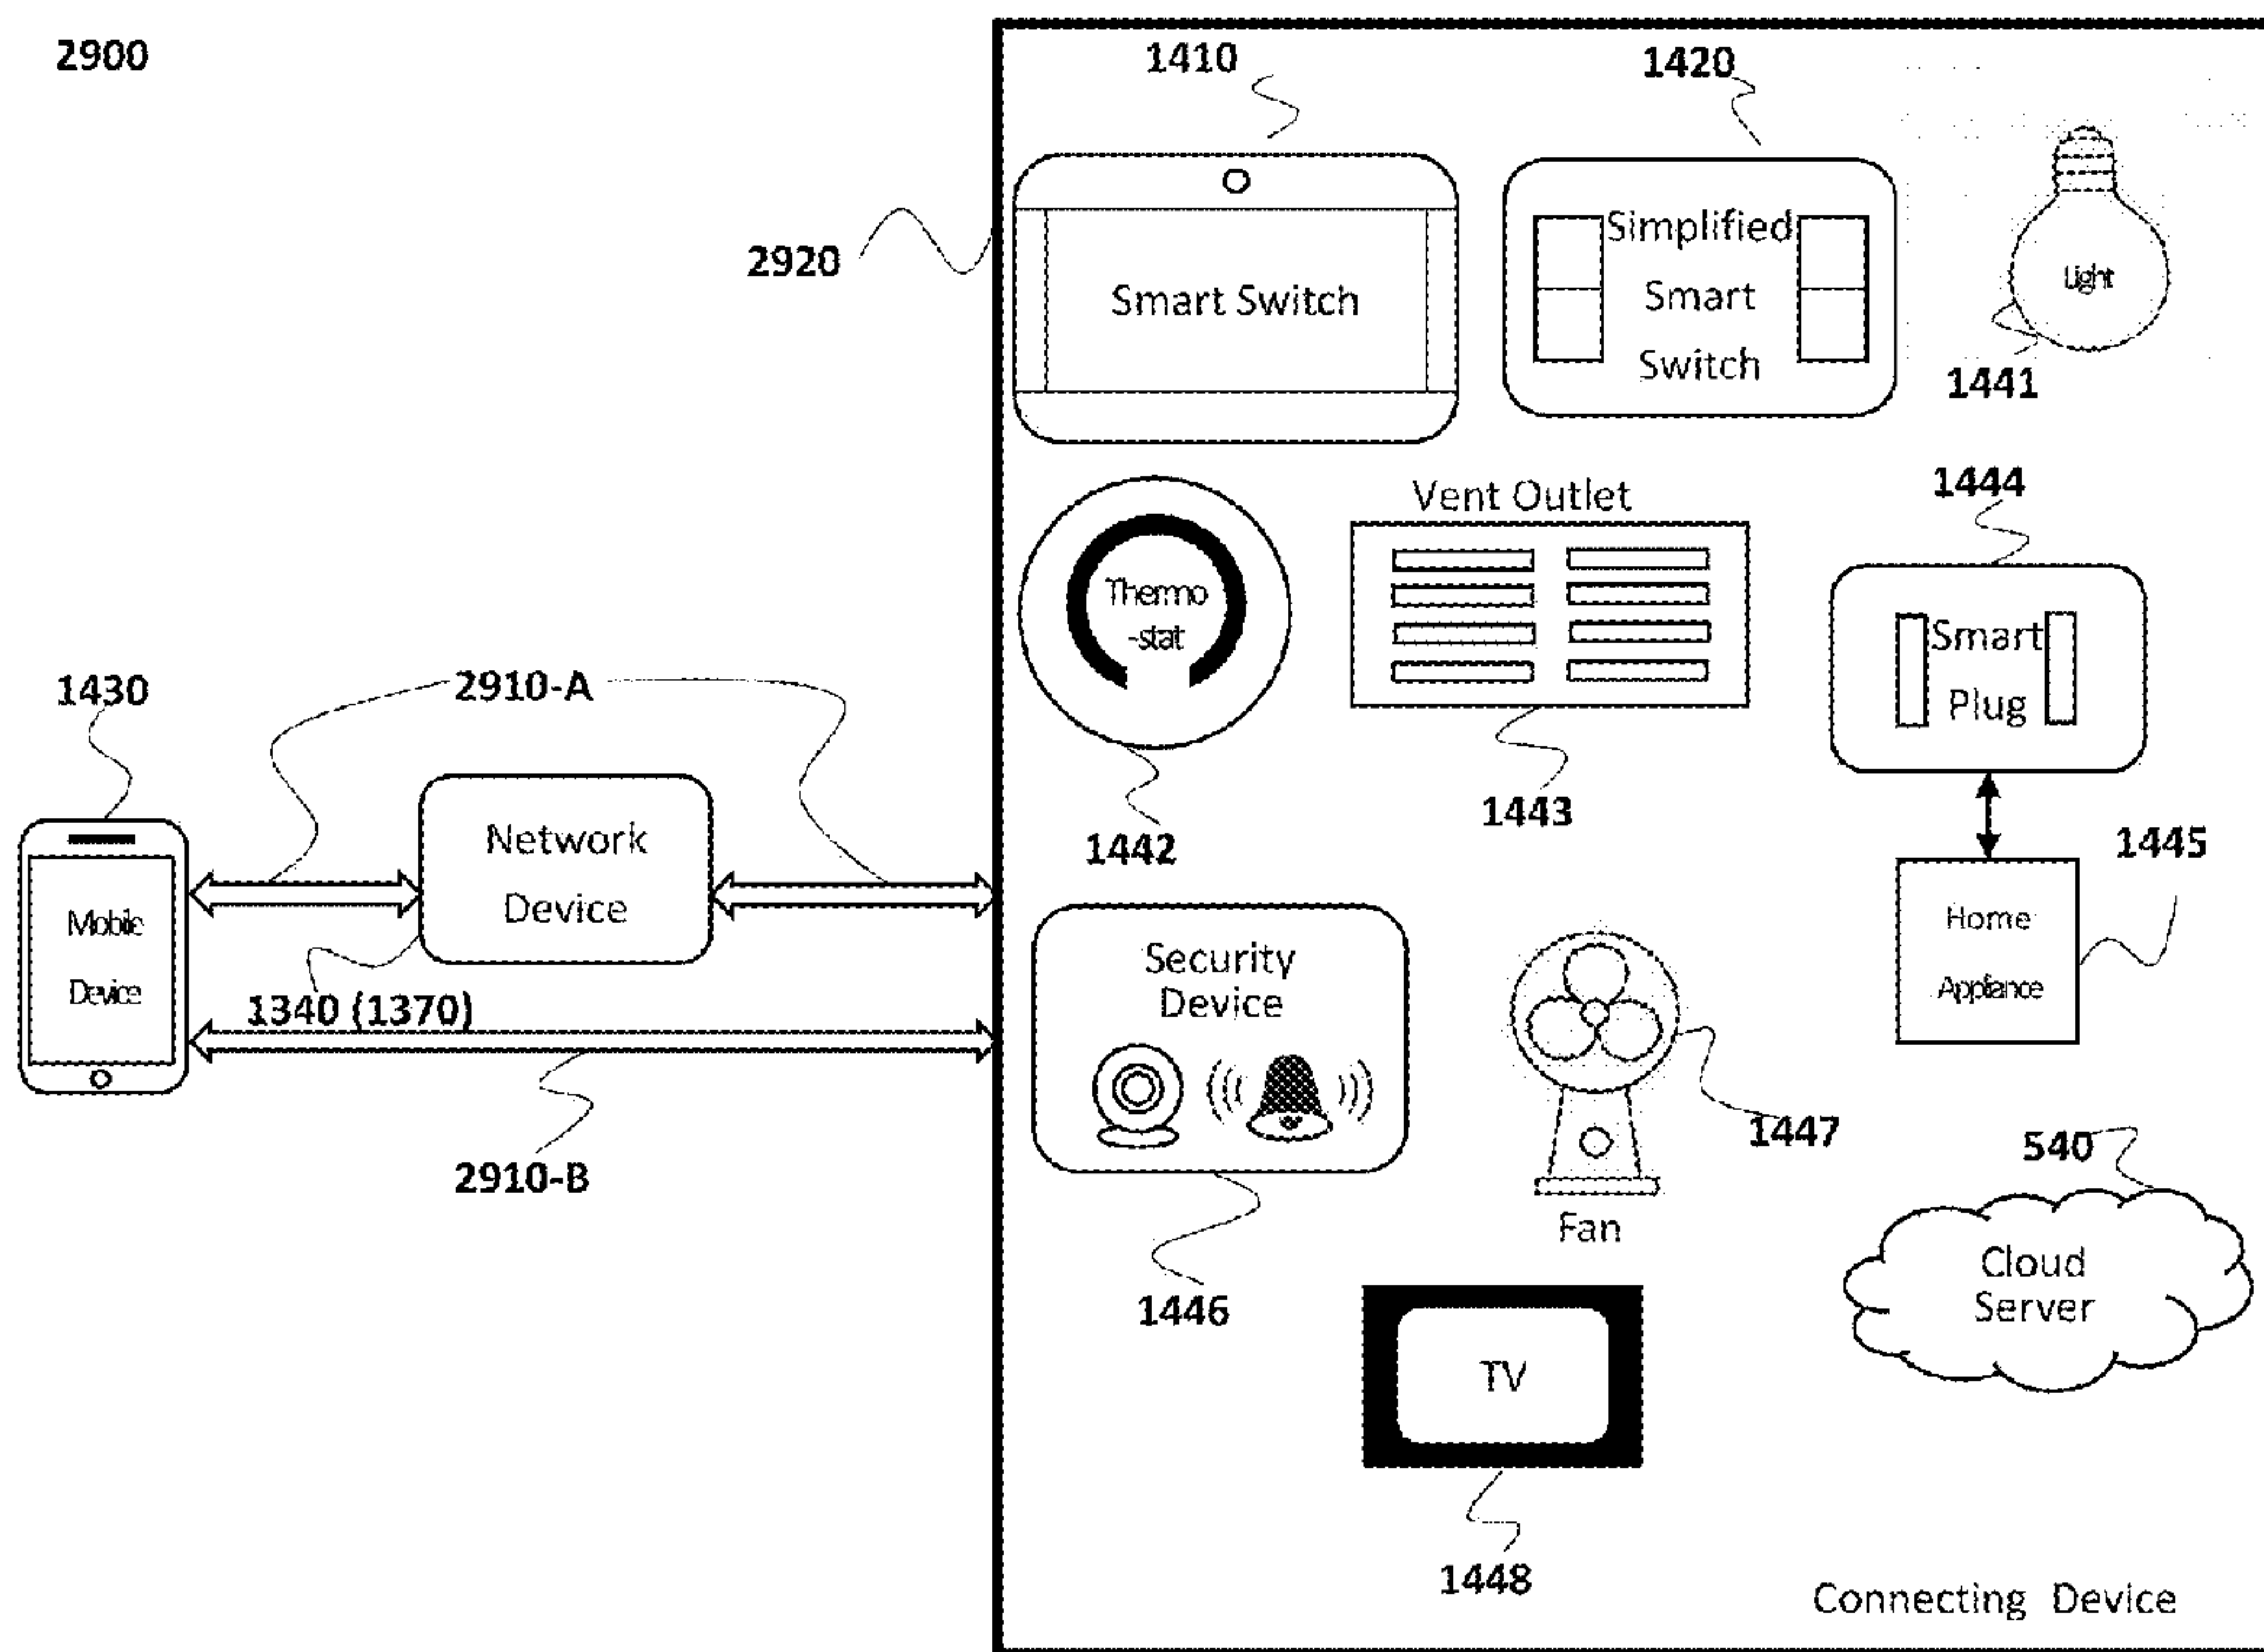 2900
1410
1420
2920
Smart Switch
Simplified
Smart
Switch
Light
1441
Vent Outlet
1444
Thermo
-stat
Smart
Plug
1430
2910-A
1442
1443
1445
Network
Device
Mobile
Device
1340 (1370)
2910-B
Security
Device
Home
Appliance
1447
540
Fan
1446
Cloud
Server
TV
1448
Connecting Device